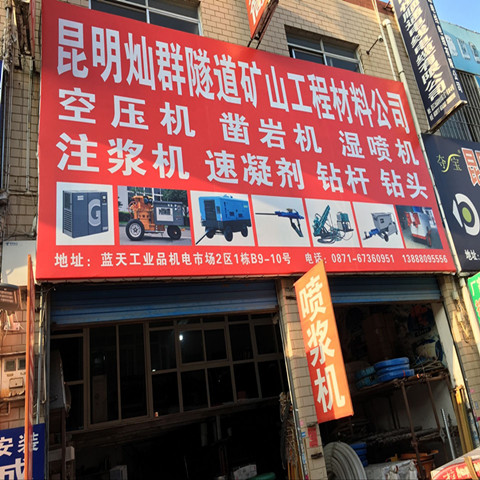 昆明灿群隧道矿山工程材料公司
空压机 凿岩机 湿喷机
注浆机 速凝剂 钻杆 钻头
地址：蓝天工业品机电市场2区1栋B9-10号 电话：0871-67360951 13888095556
喷浆机
安装